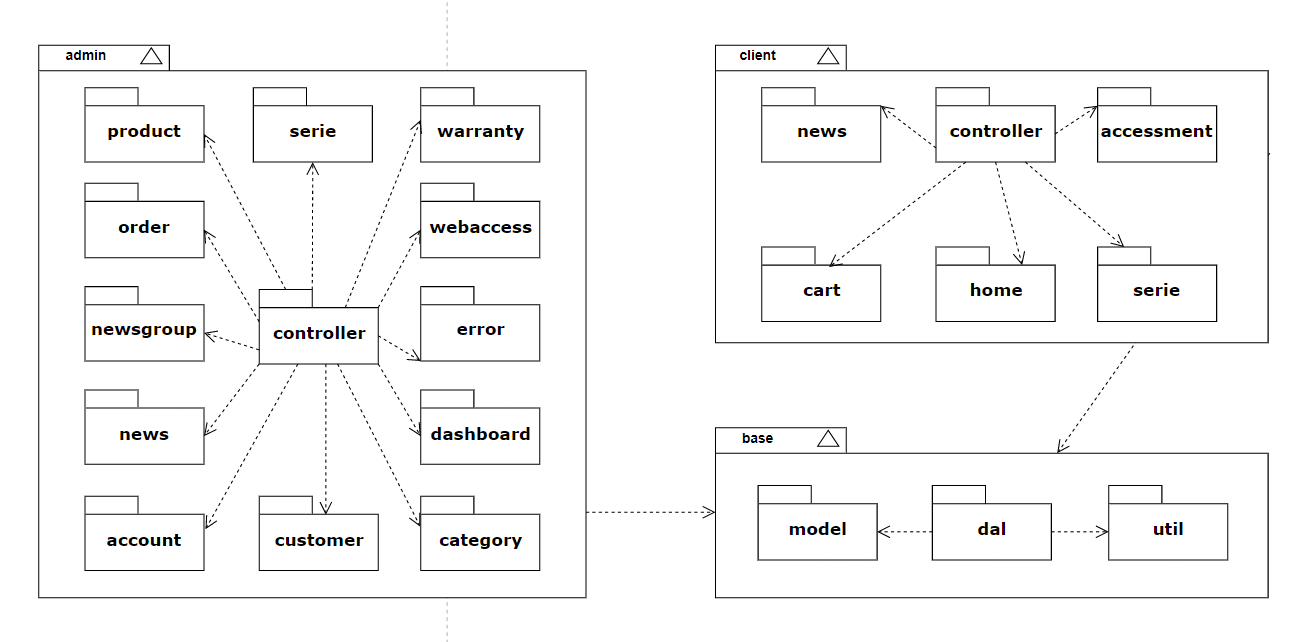 admin
product
serie
warranty
order
webaccess
newsgroup
controller
error
news
dashboard
account
customer
category
client
news
controller
accessment
cart
home
serie
base
model
dal
util